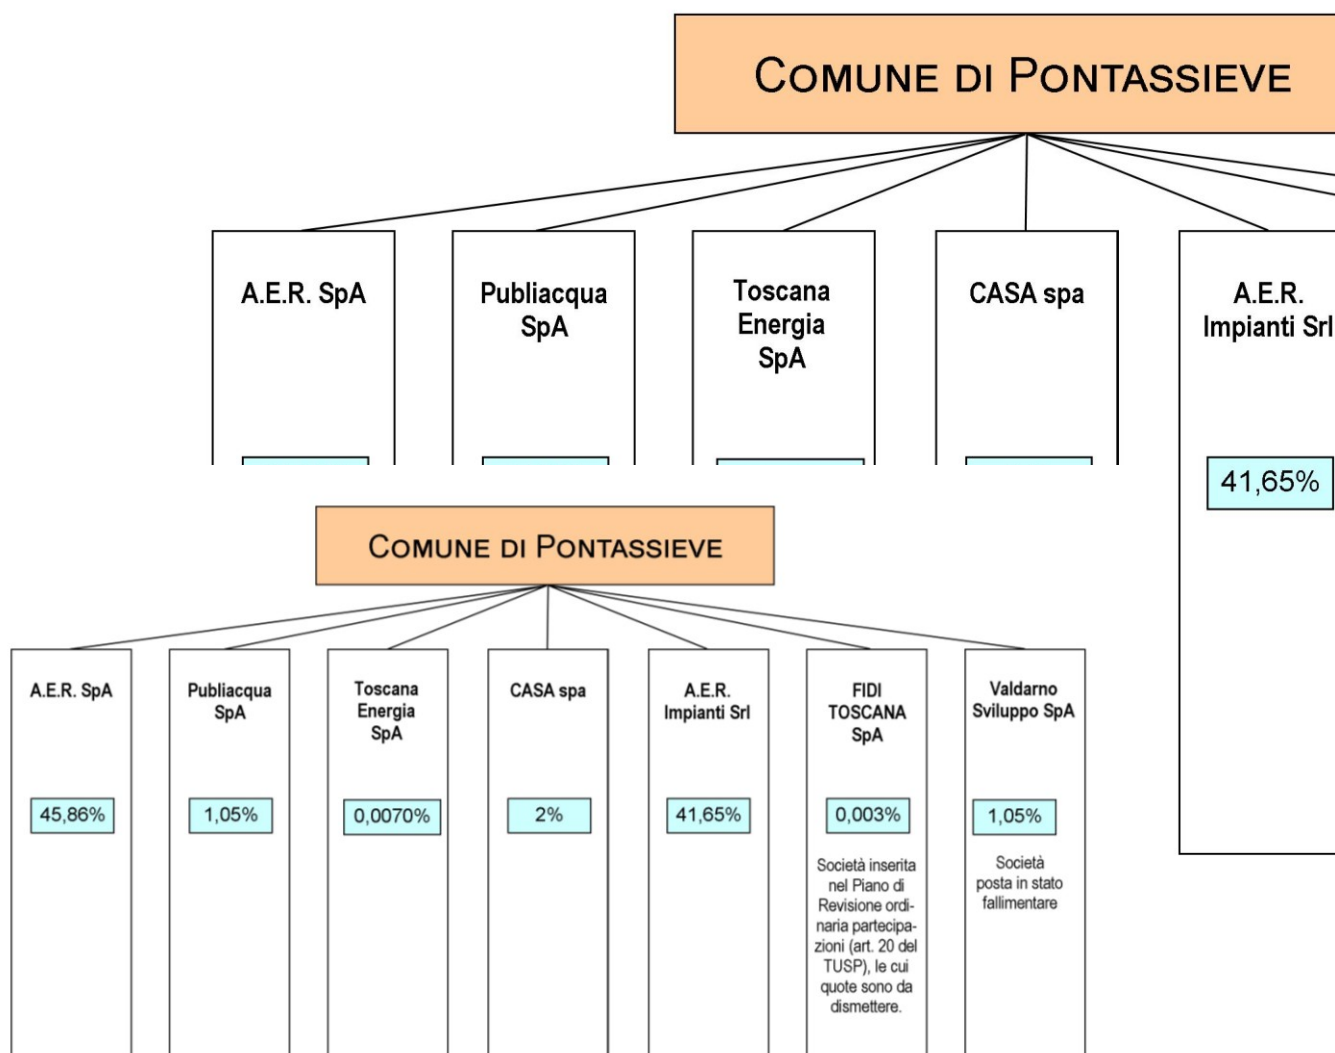 COMUNE DI PONTASSIEVE
A.E.R. SpA
Publiacqua
SpA
Toscana
Energia
SpA
CASA spa
A.E.R.
Impianti Srl
41,65%
COMUNE DI PONTASSIEVE
A.E.R. SpA
45,86%
Publiacqua
SpA
1,05%
Toscana
Energia
SpA
0,0070%
CASA spa
2%
A.E.R.
Impianti Srl
41,65%
FIDI
TOSCANA
SpA
0,003%
Società inserita
nel Piano di
Revisione ordi-
naria partecipa-
zioni (art. 20 del
TUSP), le cui
quote sono da
dismettere.
Valdarno
Sviluppo SpA
1,05%
Società
posta in stato
fallimentare